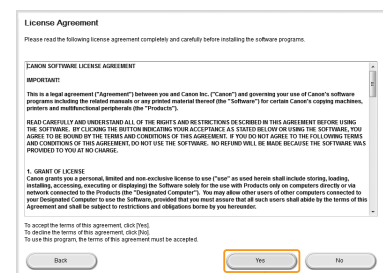 License Agreement
Please read the following license agreement completely and carefully before installing the software programs.
CANON SOFTWARE LICENSE AGREEMENT
IMPORTANT!
This is a legal agreement ("Agreement") between you and Canon Inc. ("Canon") and governing your use of Canon's software
programs including the related manuals or any printed material thereof (the "Software") for certain Canon's copying machines,
printers and multifunctional peripherals (the "Products").
READ CAREFULLY AND UNDERSTAND ALL OF THE RIGHTS AND RESTRICTIONS DESCRIBED IN THIS AGREEMENT BEFORE USING
THE SOFTWARE. BY CLICKING THE BUTTON INDICATING YOUR ACCEPTANCE AS STATED BELOW OR USING THE SOFTWARE, YOU
AGREE TO BE BOUND BY THE TERMS AND CONDITIONS OF THIS AGREEMENT. IF YOU DO NOT AGREE TO THE FOLLOWING TERMS
AND CONDITIONS OF THIS AGREEMENT, DO NOT USE THE SOFTWARE. NO REFUND WILL BE MADE BECAUSE THE SOFTWARE WAS
PROVIDED TO YOU AT NO CHARGE.
1. GRANT OF LICENSE
Canon grants you a personal, limited and non-exclusive license to use ("use" as used herein shall include storing, loading,
installing, accessing, executing or displaying) the Software solely for the use with Products only on computers directly or via
network connected to the Products (the "Designated Computer"). You may allow other users of other computers connected to
your Designated Computer to use the Software, provided that you must assure that all such users shall abide by the terms of this
Agreement and shall be subject to restrictions and obligations borne by you hereunder.
To accept the terms of this agreement, click [Yes].
To decline the terms of this agreement, click [No].
To use this program, the terms of this agreement must be accepted.
Back
Yes
No